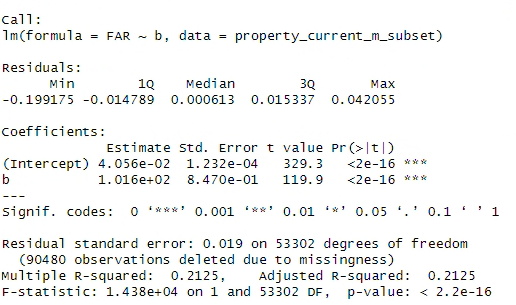 Call:
lm(formula = FAR ~ b, data = property_current_m_subset)
Residuals:
Min 1Q Median 3Q Max
-0.199175 -0.014789 0.000613 0.015337 0.042055
Coefficients:
Estimate Std. Error t value Pr(>|t|)
(Intercept) 4.056e-02 1.232e-04 329.3 <2e-16 ***
b 1.016e+02 8.470e-01 119.9 <2e-16 ***
---
Signif. codes: 0 ‘***’ 0.001 ‘**’ 0.01 ‘*’ 0.05 ‘.’ 0.1 ‘ ’ 1
Residual standard error: 0.019 on 53302 degrees of freedom
(90480 observations deleted due to missingness)
Multiple R-squared: 0.2125, Adjusted R-squared: 0.2125
F-statistic: 1.438e+04 on 1 and 53302 DF, p-value: < 2.2e-16